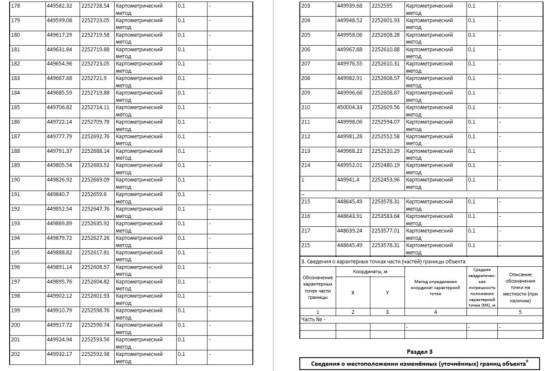 178 449582.32 2252728.54 Картометрический метод 0.1 -
179 449599.08 2252723.05 Картометрический метод 0.1 -
180 449617.29 2252719.58 Картометрический метод 0.1 -
181 449631.84 2252719.88 Картометрический метод 0.1 -
182 449654.96 2252723.05 Картометрический метод 0.1 -
183 449667.68 2252721.9 Картометрический метод 0.1 -
184 449685.59 2252719.88 Картометрический метод 0.1 -
185 449706.82 2252714.11 Картометрический метод 0.1 -
186 449722.14 2252709.78 Картометрический метод 0.1 -
187 449777.79 2252692.76 Картометрический метод 0.1 -
188 449791.37 2252688.14 Картометрический метод 0.1 -
189 449805.54 2252683.52 Картометрический метод 0.1 -
190 449826.92 2252669.09 Картометрический метод 0.1 -
191 449840.7 2252659.6 Картометрический метод 0.1 -
192 449852.54 2252647.76 Картометрический метод 0.1 -
193 449869.89 2252635.92 Картометрический метод 0.1 -
194 449879.72 2252627.26 Картометрический метод 0.1 -
195 449888.82 2252617.81 Картометрический метод 0.1 -
196 449891.14 2252608.57 Картометрический метод 0.1 -
197 449895.76 2252604.82 Картометрический метод 0.1 -
198 449902.12 2252601.93 Картометрический метод 0.1 -
199 449910.79 2252598.76 Картометрический метод 0.1 -
200 449917.72 2252596.74 Картометрический метод 0.1 -
201 449924.94 2252593.56 Картометрический метод 0.1 -
202 449932.17 2252592.98 Картометрический метод 0.1 -
203 449939.68 2252595 Картометрический метод 0.1 -
204 449948.52 2252601.93 Картометрический метод 0.1 -
205 449958.06 2252608.28 Картометрический метод 0.1 -
206 449967.88 2252610.88 Картометрический метод 0.1 -
207 449976.55 2252610.31 Картометрический метод 0.1 -
208 449982.91 2252608.57 Картометрический метод 0.1 -
209 449996.66 2252608.87 Картометрический метод 0.1 -
210 450004.33 2252609.56 Картометрический метод 0.1 -
211 449998.06 2252594.07 Картометрический метод 0.1 -
212 449981.28 2252552.58 Картометрический метод 0.1 -
213 449968.22 2252520.29 Картометрический метод 0.1 -
214 449952.01 2252480.19 Картометрический метод 0.1 -
1 449941.4 2252453.96 Картометрический метод 0.1 -
–
215 448645.49 2253578.31 Картометрический метод 0.1 -
216 448643.91 2253583.64 Картометрический метод 0.1 -
217 448639.24 2253577.01 Картометрический метод 0.1 -
215 448645.49 2253578.31 Картометрический метод 0.1 -
3. Сведения о характерных точках части (частей) границы объекта
Обозначение характерных точек части границы
Координаты, м
X Y
Метод определения координат характерной точки
Средняя квадратическая погрешность положения характерной точки (Mt), м
Описание обозначения точки на местности (при наличии)
1 2 3 4 5
Часть № -
- - -
Раздел 3
Сведения о местоположении изменённых (уточнённых) границ объекта